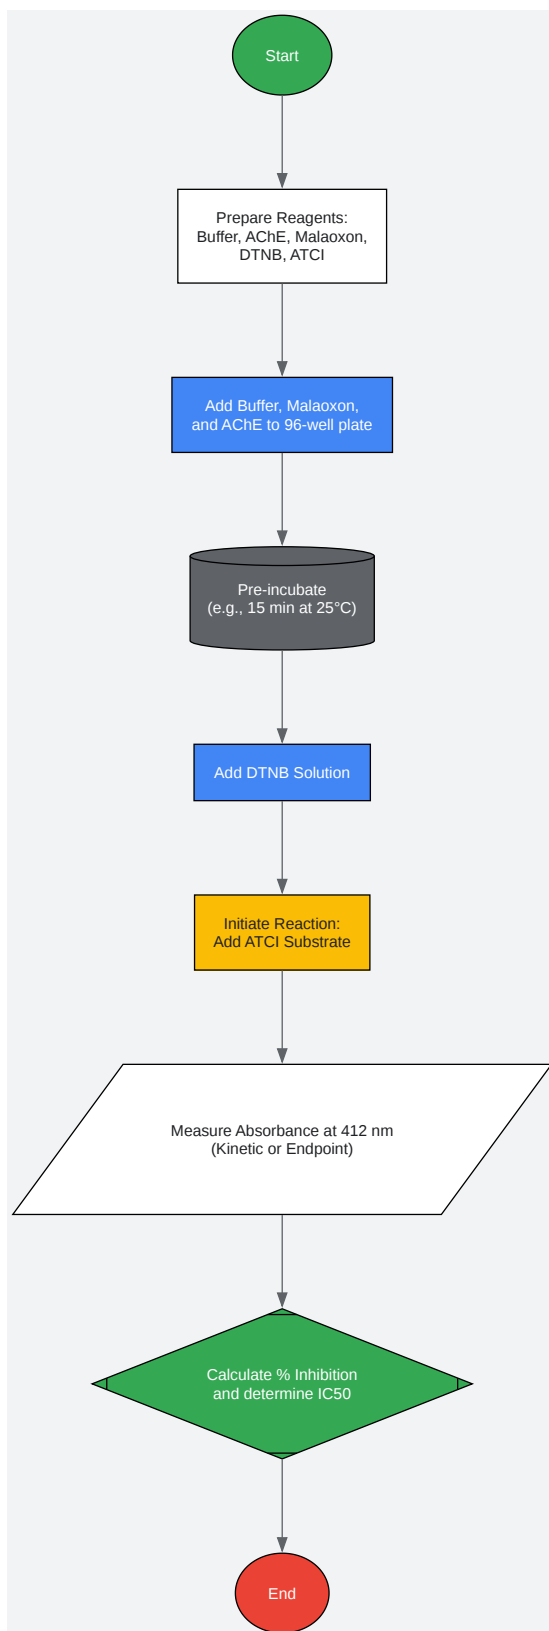 Start
Prepare Reagents:
Buffer, AChE, Malaoxon,
DTNB, ATCI
Add Buffer, Malaoxon,
and AChE to 96-well plate
Pre-incubate
(e.g., 15 min at 25°C)
Add DTNB Solution
Initiate Reaction:
Add ATCI Substrate
Measure Absorbance at 412 nm
(Kinetic or Endpoint)
Calculate % Inhibition
and determine IC50
End